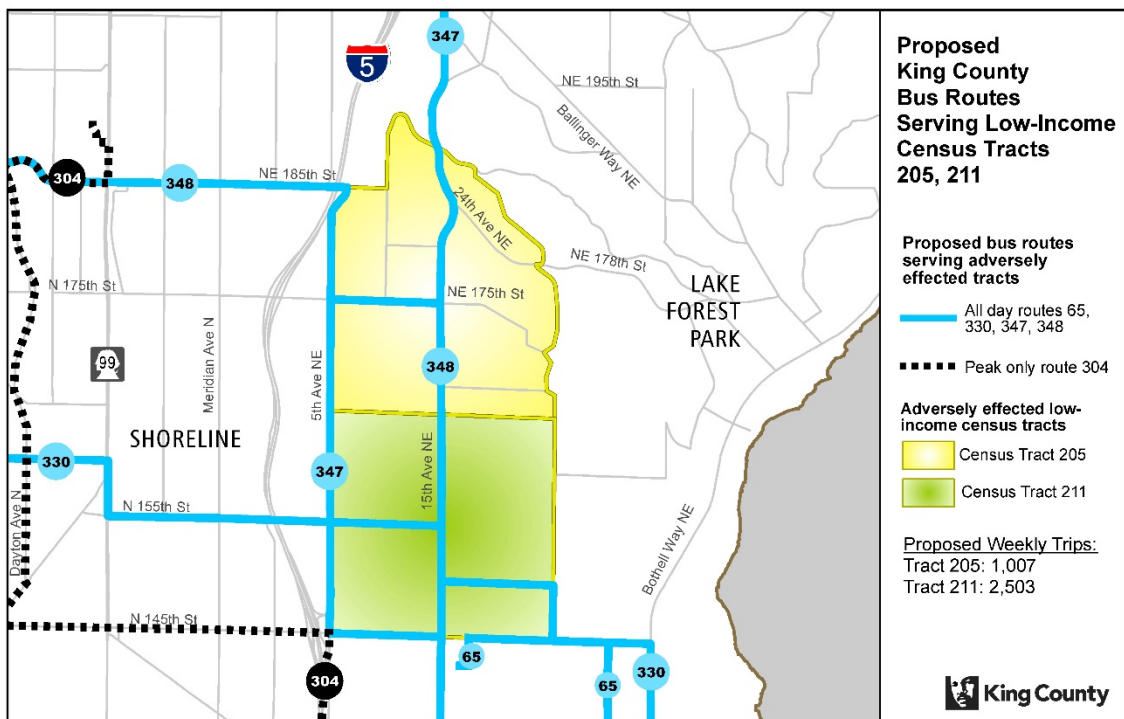 347
5
NE 195th St
Ballinger Way NE
304
348
NE 185th St
24th Ave NE
NE 178th St
N 175th St
NE 175th St
LAKE
FOREST
PARK
99
Meridian Ave N
5th Ave NE
348
SHORELINE
330
347
15th Ave NE
N 155th St
Dayton Ave N
Bothell Way NE
N 145th St
65
304
65
330
Proposed
King County
Bus Routes
Serving Low-Income
Census Tracts
205, 211
Proposed bus routes
serving adversely
effected tracts
All day routes 65,
330, 347, 348
Peak only route 304
Adversely effected low-
income census tracts
Census Tract 205
Census Tract 211
Proposed Weekly Trips:
Tract 205: 1,007
Tract 211: 2,503
King County